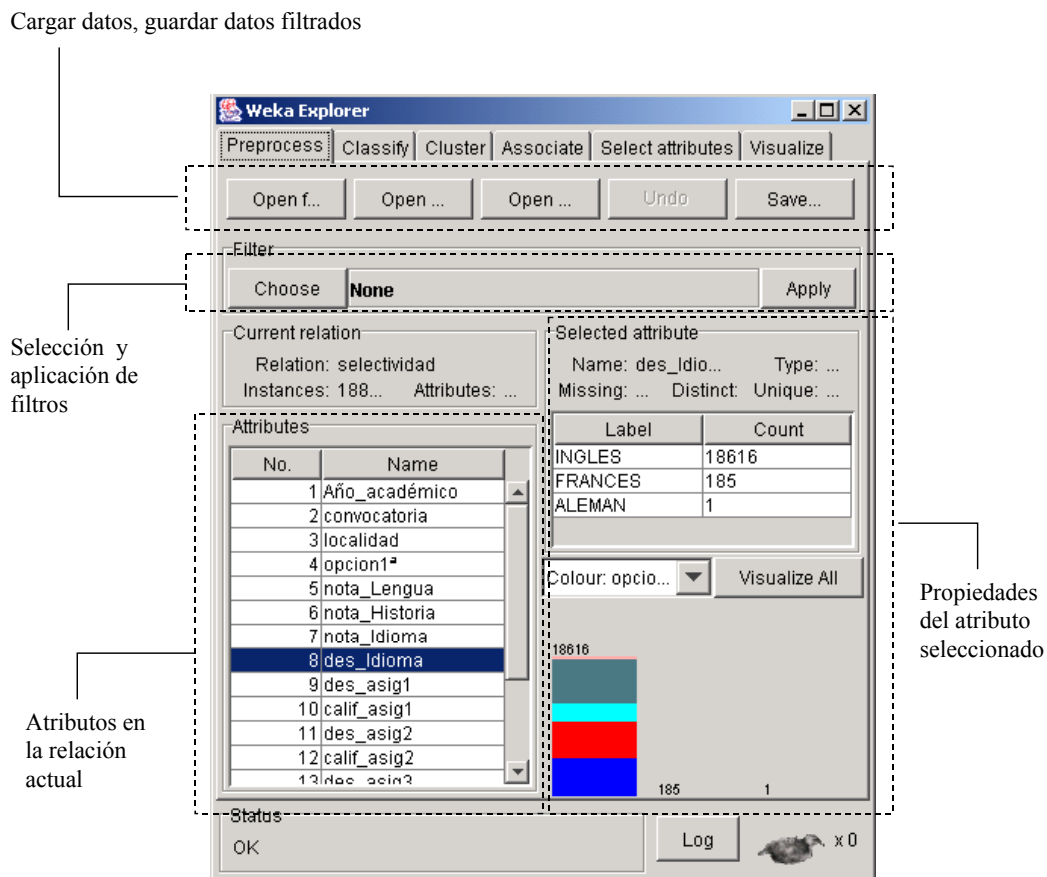 Cargar datos, guardar datos filtrados
Weka Explorer
Preprocess Classify Cluster Associate Select attributes Visualize
Open f... Open ... Open ... Undo Save...
Filter
Choose None Apply
Selección y
aplicación de
filtros
Current relation
Relation: selectividad
Instances: 188... Attributes: ...
Selected attribute
Name: des_Idio... Type: ...
Missing: ... Distinct: Unique: ...
Label Count
INGLES 18616
FRANCES 185
ALEMAN 1
Attributes
No. Name
1 Año_académico
2 convocatoria
3 localidad
4 opcion1ª
5 nota_Lengua
6 nota_Historia
7 nota_Idioma
8 des_Idioma
9 des_asig1
10 calif_asig1
11 des_asig2
12 calif_asig2
13 des_asig3
Colour: opcio... Visualize All
18616
185
1
Propiedades
del atributo
seleccionado
Atributos en
la relación
actual
Status
OK
Log x 0